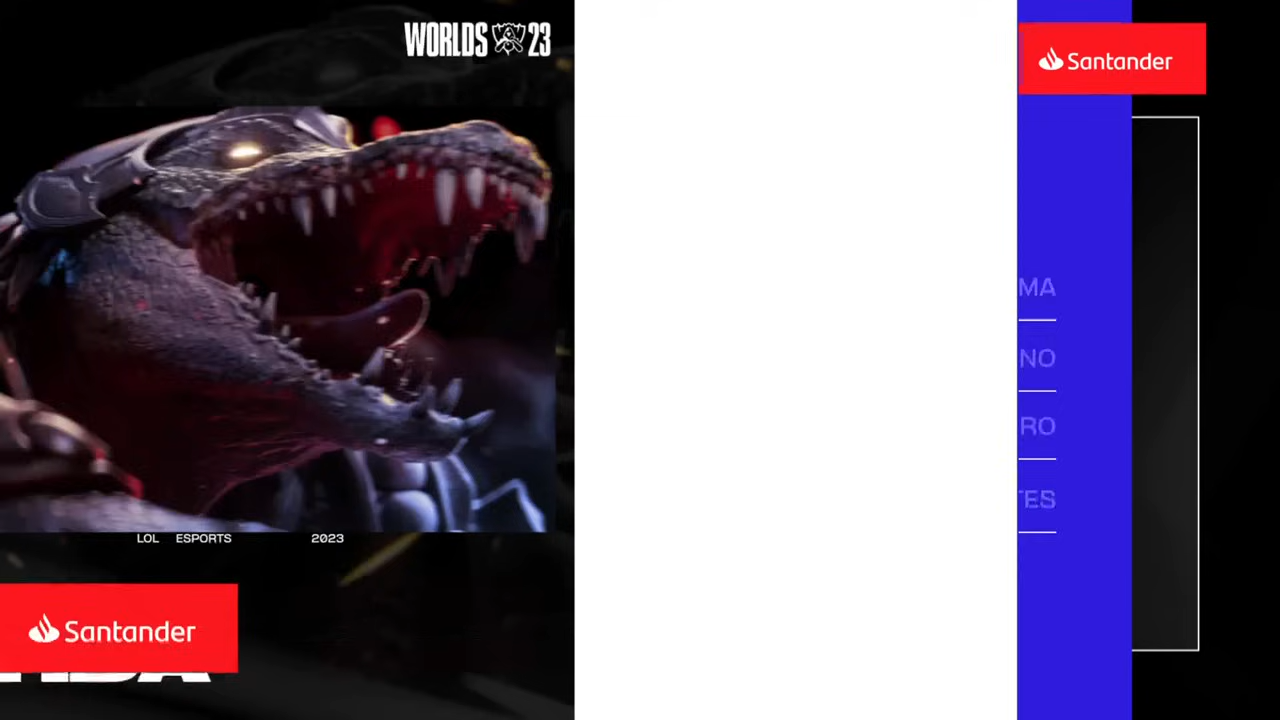 WORLDS 23
Santander
MA
NO
RO
TES
LOL ESPORTS 2023
Santander